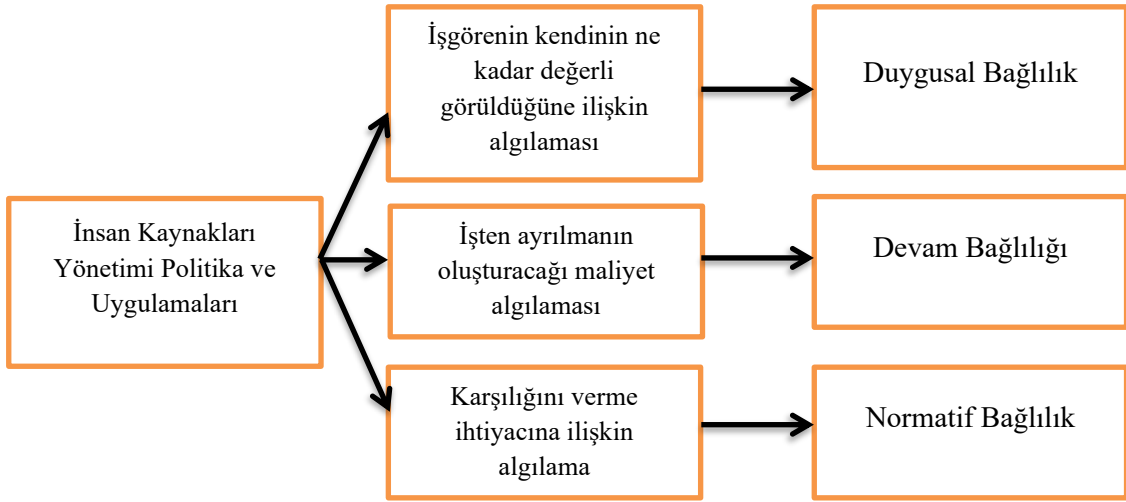 İnsan Kaynakları
Yönetimi Politika ve
Uygulamaları
İşgörenin kendinin ne
kadar değerli
görüldüğüne ilişkin
algılaması
Duygusal Bağlılık
İşten ayrılmanın
oluşturacağı maliyet
algılaması
Devam Bağlılığı
Karşılığını verme
ihtiyacına ilişkin
algılama
Normatif Bağlılık